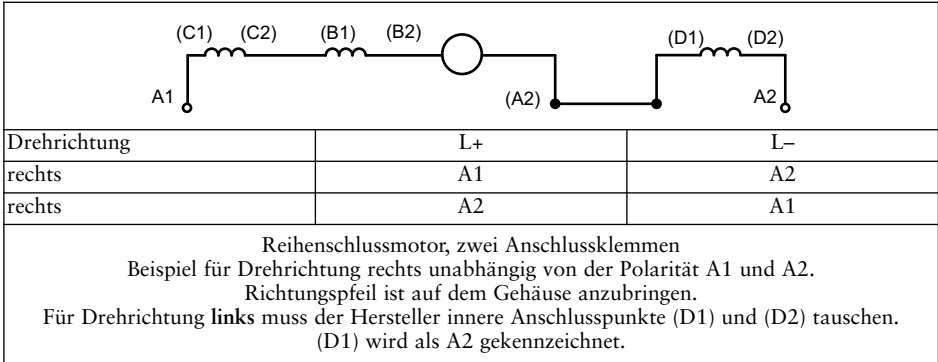 (C1) (C2) (B1) (B2) (D1) (D2)
A1 (A2) A2
Drehrichtung L+ L–
rechts A1 A2
rechts A2 A1
Reihenschlussmotor, zwei Anschlussklemmen
Beispiel für Drehrichtung rechts unabhängig von der Polarität A1 und A2.
Richtungspfeil ist auf dem Gehäuse anzubringen.
Für Drehrichtung links muss der Hersteller innere Anschlusspunkte (D1) und (D2) tauschen.
(D1) wird als A2 gekennzeichnet.